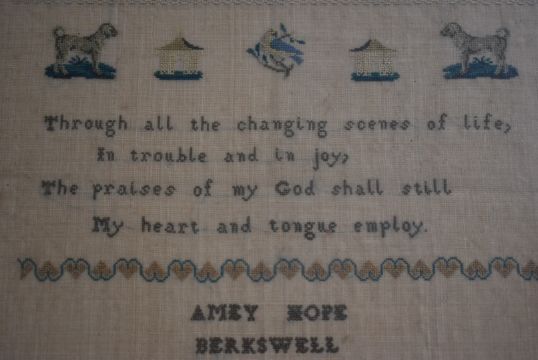 Through all the changing scenes of life,
In trouble and in joy,
The praises of my God shall still
My heart and tongue employ.
AMEY HOPE
BERKSWELL